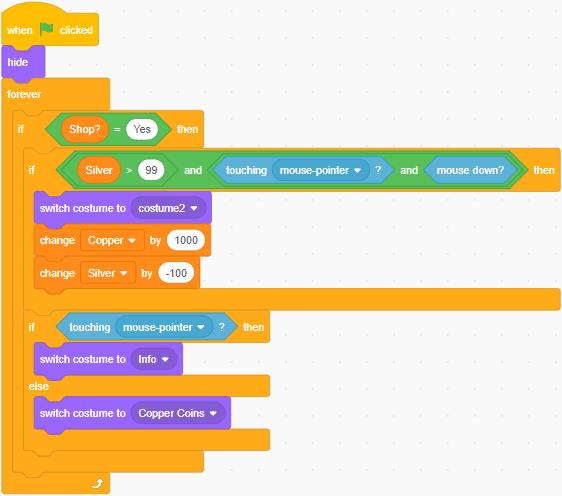 when clicked
hide
forever
if Shop? = Yes then
if Silver > 99 and touching mouse-pointer ? and mouse down? then
switch costume to costume2
change Copper by 1000
change Silver by -100
if touching mouse-pointer ? then
switch costume to Info
else
switch costume to Copper Coins